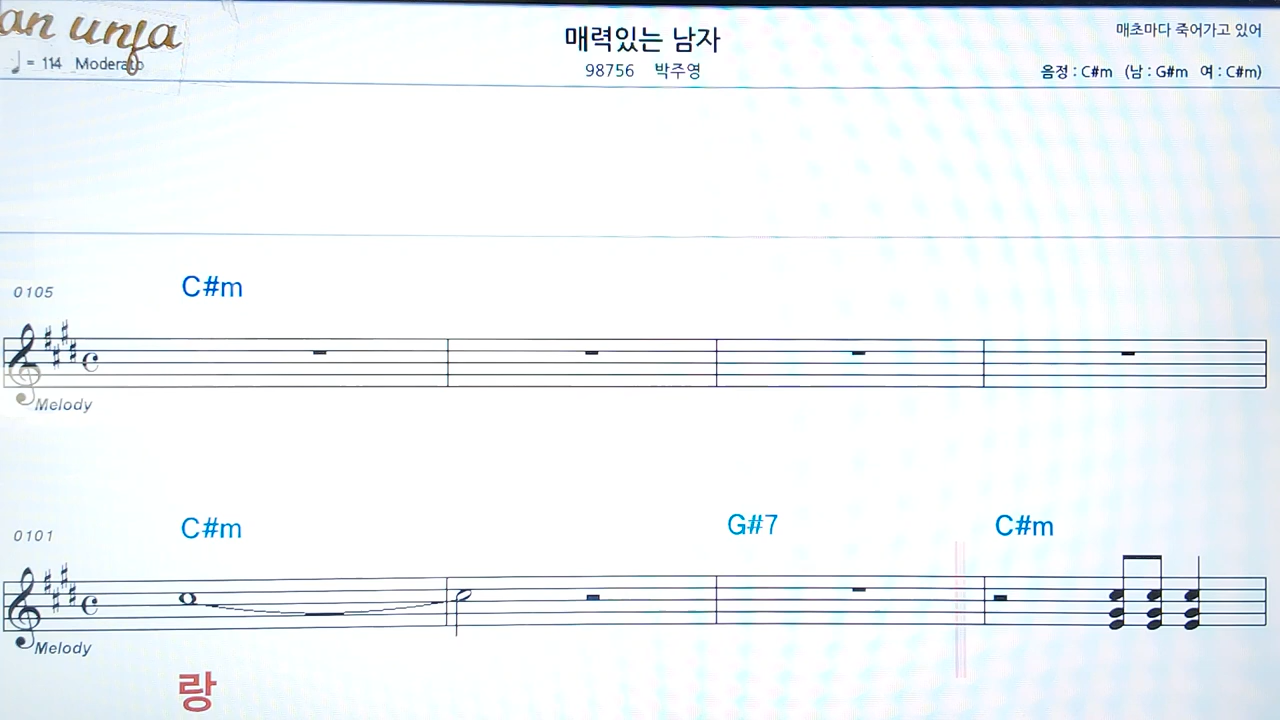 an unja
매력있는 남자
매초마다 죽어가고 있어
♩ = 114 Moderato
98756 박주영
음정 : C#m (남 : G#m 여 : C#m)
C#m
0105
Melody
C#m G#7 C#m
0101
Melody
랑